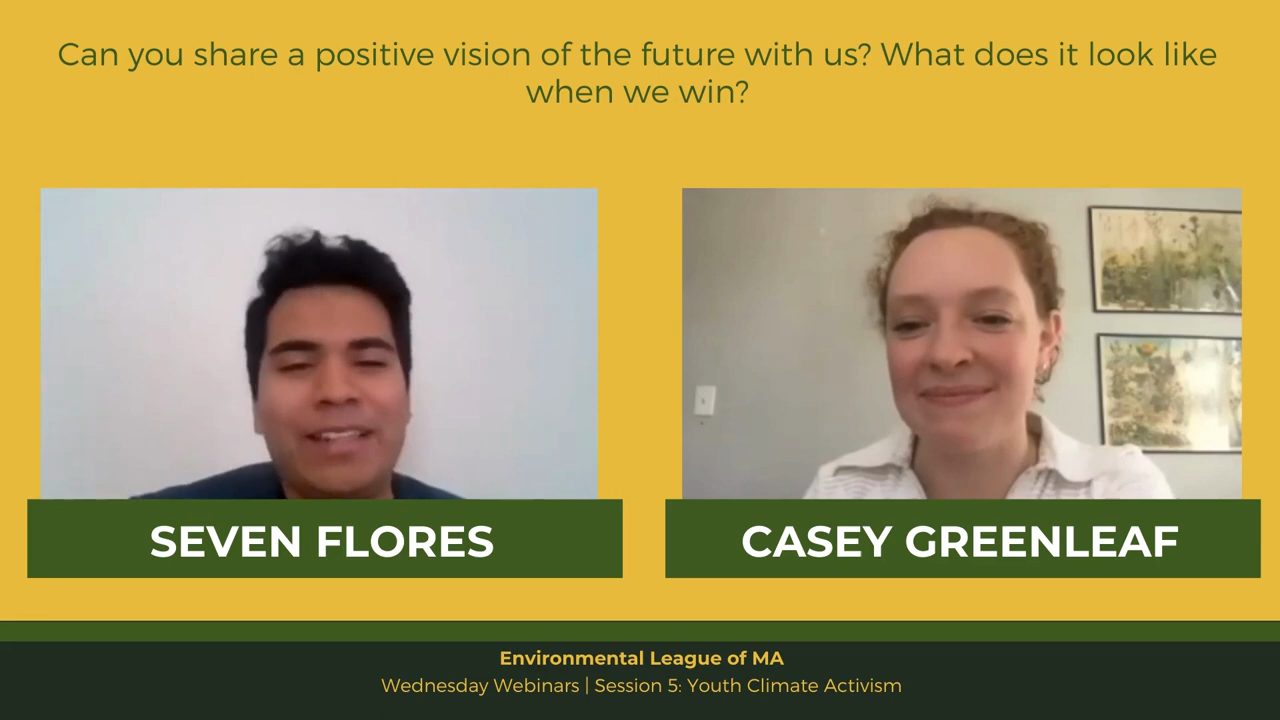 Can you share a positive vision of the future with us? What does it look like
when we win?
SEVEN FLORES
CASEY GREENLEAF
Environmental League of MA
Wednesday Webinars | Session 5: Youth Climate Activism